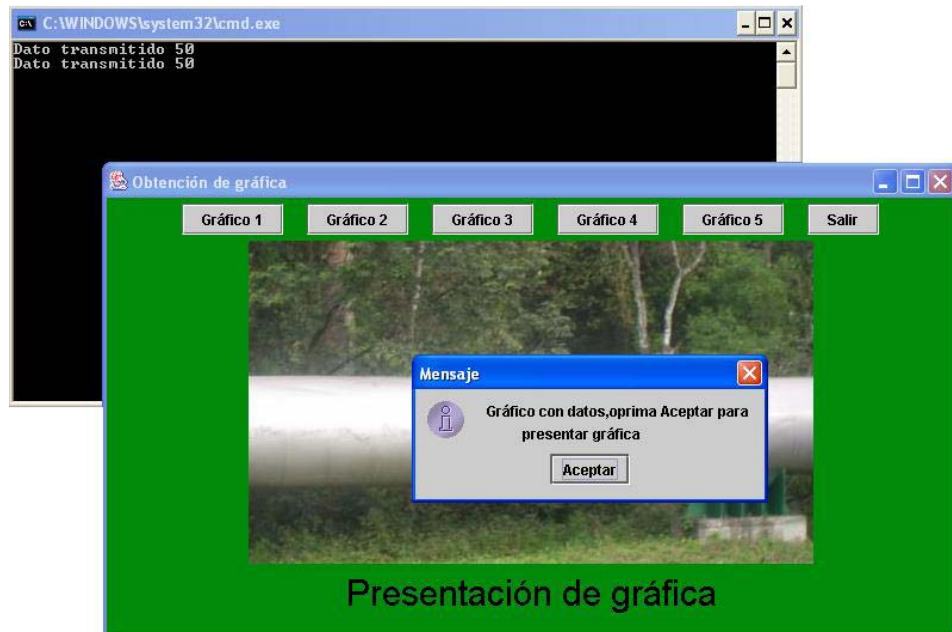 C:\WINDOWS\system32\cmd.exe
Dato transmitido 50
Dato transmitido 50
Obtención de gráfica
Gráfico 1 Gráfico 2 Gráfico 3 Gráfico 4 Gráfico 5 Salir
Mensaje
Gráfico con datos,oprima Aceptar para
presentar gráfica
Aceptar
Presentación de gráfica